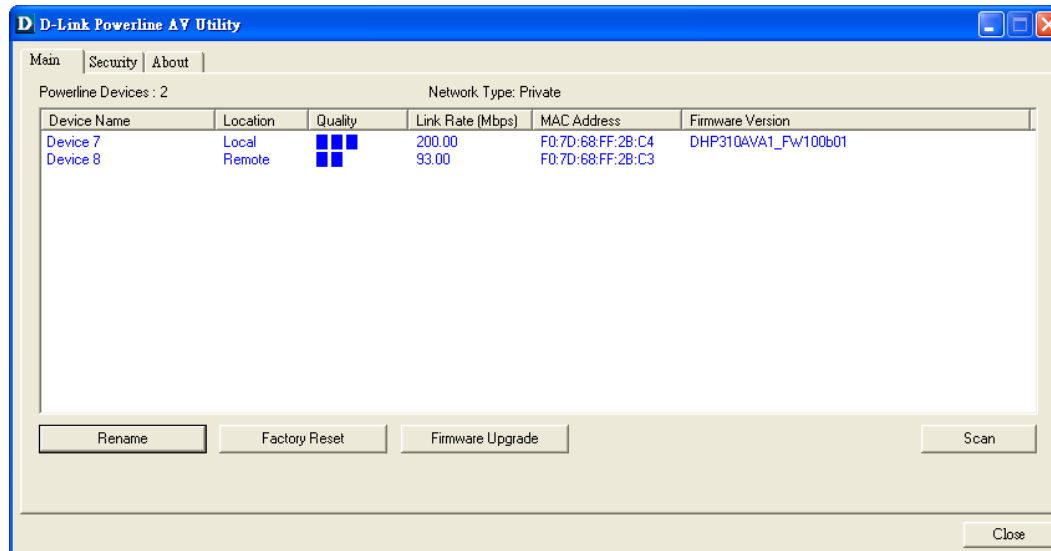 D D-Link Powerline AV Utility
Main Security About
Powerline Devices : 2 Network Type: Private
Device Name Location Quality Link Rate (Mbps) MAC Address Firmware Version
Device 7 Local 200.00 F0:7D:68:FF:2B:C4 DHP310AVA1_FW100b01
Device 8 Remote 93.00 F0:7D:68:FF:2B:C3
Rename Factory Reset Firmware Upgrade Scan
Close